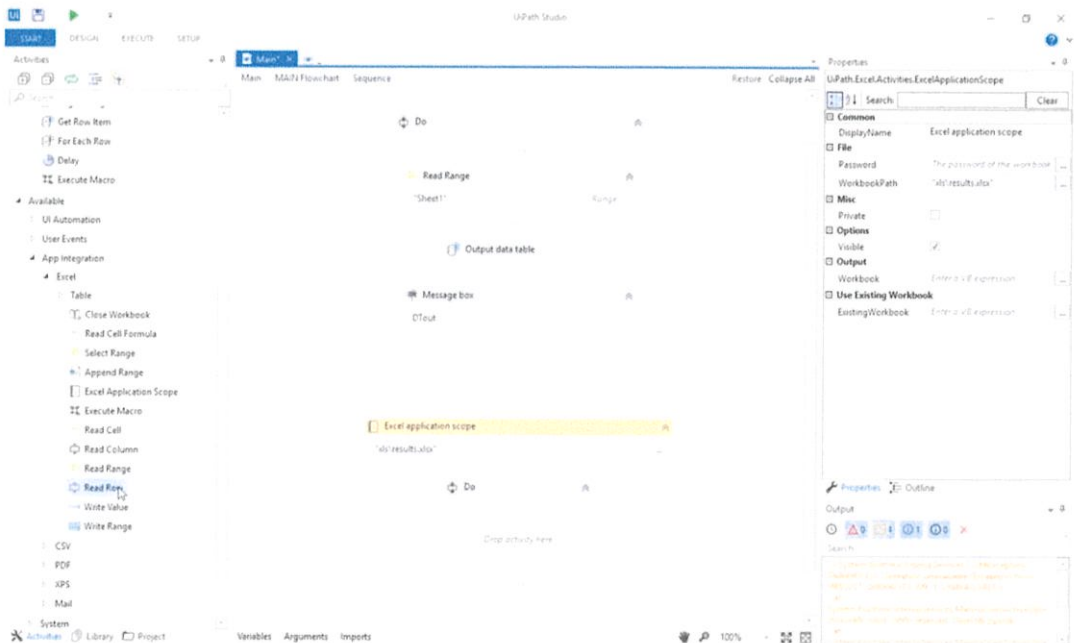 Ui
UiPath Studio
START DESIGN EXECUTE SETUP
Activities
Search
Get Row Item
For Each Row
Delay
Execute Macro
Available
UI Automation
User Events
App Integration
Excel
Table
Close Workbook
Read Cell Formula
Select Range
Append Range
Excel Application Scope
Execute Macro
Read Cell
Read Column
Read Range
Read Row
Write Value
Write Range
CSV
PDF
XPS
Mail
System
Activities Library Project
Main*
Main MAIN Flowchart Sequence Restore Collapse All
Do
Read Range
"Sheet1" Range
Output data table
Message box
DTout
Excel application scope
"xls\results.xlsx"
Do
Drop activity here
Variables Arguments Imports 100%
Properties
UiPath.Excel.Activities.ExcelApplicationScope
Search: Clear
Common
DisplayName Excel application scope
File
Password The password of the workbook
WorkbookPath "xls\results.xlsx"
Misc
Private
Options
Visible
Output
Workbook Enter a VB expression
Use Existing Workbook
ExistingWorkbook Enter a VB expression
Properties Outline
Output
Search